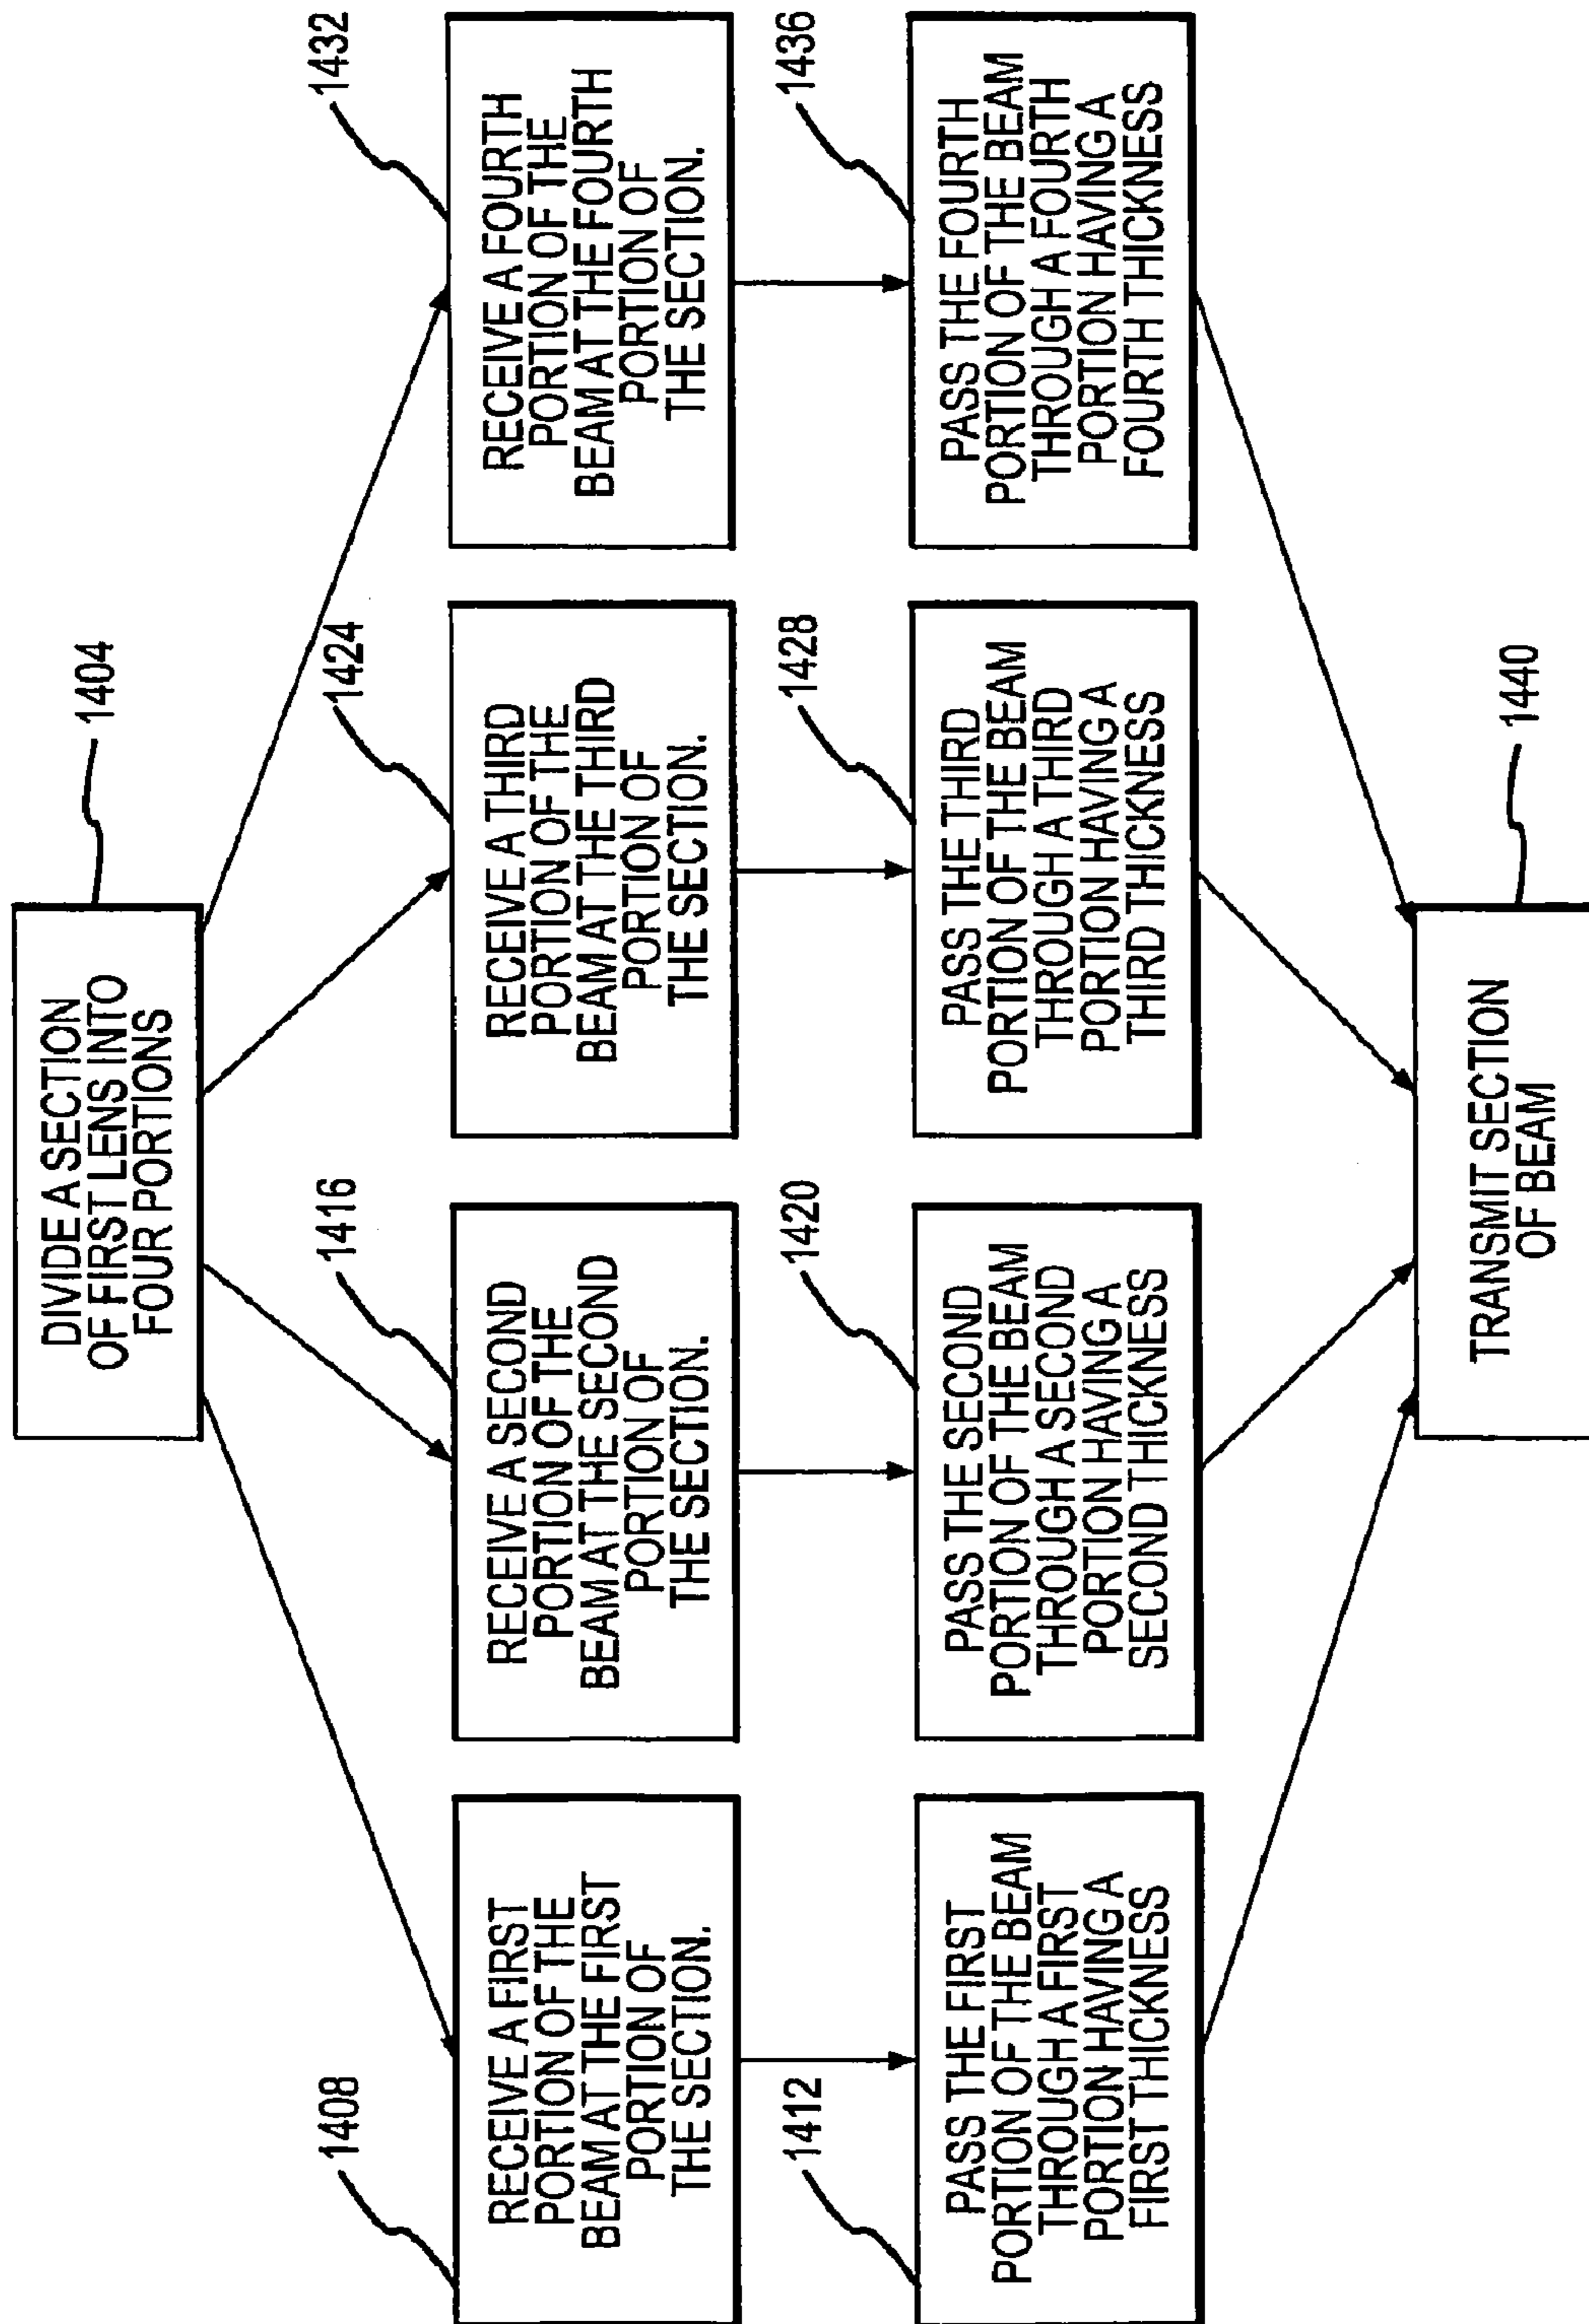 DIVIDE A SECTION
OF FIRST LENS INTO
FOUR PORTIONS
1404
1408
RECEIVE A FIRST
PORTION OF THE
BEAM AT THE FIRST
PORTION OF
THE SECTION.
1416
RECEIVE A SECOND
PORTION OF THE
BEAM AT THE SECOND
PORTION OF
THE SECTION.
1424
RECEIVE A THIRD
PORTION OF THE
BEAM AT THE THIRD
PORTION OF
THE SECTION.
1432
RECEIVE A FOURTH
PORTION OF THE
BEAM AT THE FOURTH
PORTION OF
THE SECTION.
1412
PASS THE FIRST
PORTION OF THE BEAM
THROUGH A FIRST
PORTION HAVING A
FIRST THICKNESS
1420
PASS THE SECOND
PORTION OF THE BEAM
THROUGH A SECOND
PORTION HAVING A
SECOND THICKNESS
1428
PASS THE THIRD
PORTION OF THE BEAM
THROUGH A THIRD
PORTION HAVING A
THIRD THICKNESS
1436
PASS THE FOURTH
PORTION OF THE BEAM
THROUGH A FOURTH
PORTION HAVING A
FOURTH THICKNESS
1440
TRANSMIT SECTION
OF BEAM